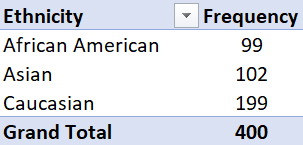 Ethnicity Frequency
African American 99
Asian 102
Caucasian 199
Grand Total 400